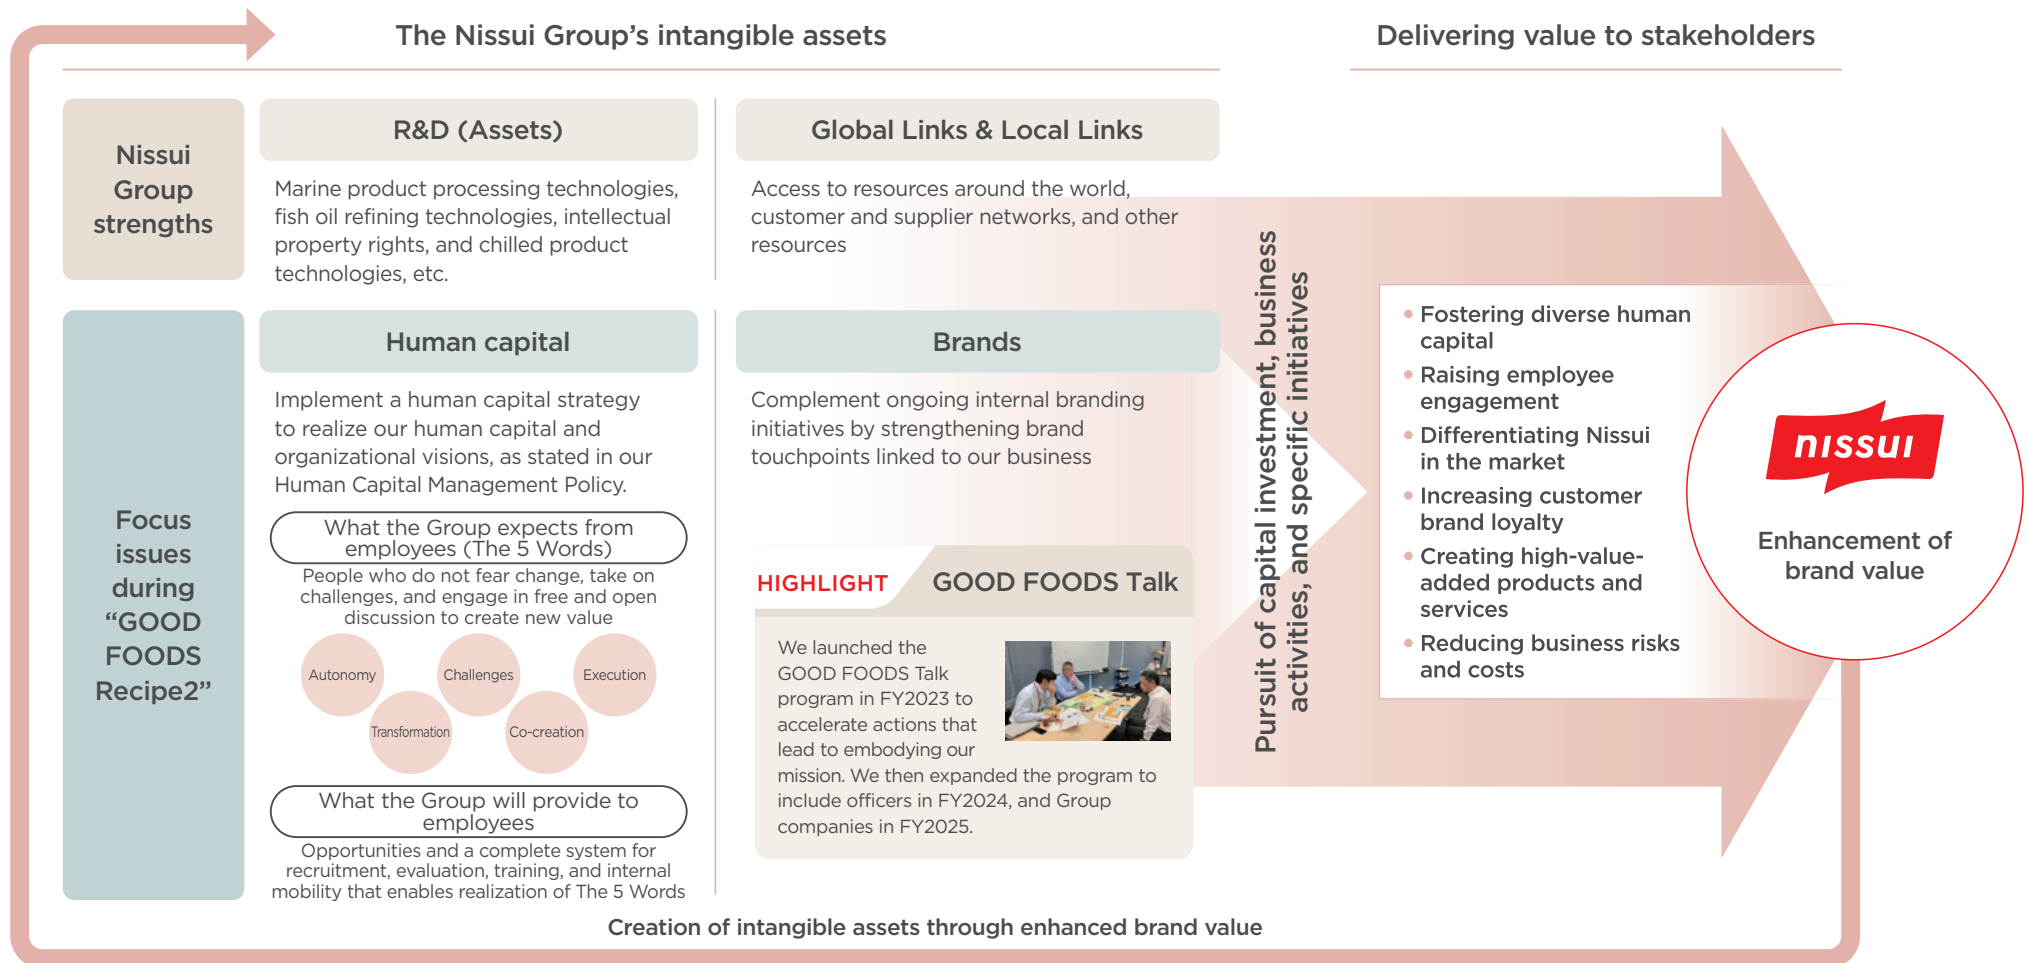 The Nissui Group's intangible assets
Delivering value to stakeholders
Nissui
Group
strengths
R&D (Assets)
Marine product processing technologies,
fish oil refining technologies, intellectual
property rights, and chilled product
technologies, etc.
Global Links & Local Links
Access to resources around the world,
customer and supplier networks, and other
resources
Focus
issues
during
“GOOD
FOODS
Recipe2”
Human capital
Implement a human capital strategy
to realize our human capital and
organizational visions, as stated in our
Human Capital Management Policy.
What the Group expects from
employees (The 5 Words)
People who do not fear change, take on
challenges, and engage in free and open
discussion to create new value
Autonomy
Challenges
Execution
Transformation
Co-creation
What the Group will provide to
employees
Opportunities and a complete system for
recruitment, evaluation, training, and internal
mobility that enables realization of The 5 Words
Brands
Complement ongoing internal branding
initiatives by strengthening brand
touchpoints linked to our business
HIGHLIGHT
GOOD FOODS Talk
We launched the
GOOD FOODS Talk
program in FY2023 to
accelerate actions that
lead to embodying our
mission. We then expanded the program to
include officers in FY2024, and Group
companies in FY2025.
Pursuit of capital investment, business
activities, and specific initiatives
• Fostering diverse human
capital
• Raising employee
engagement
• Differentiating Nissui
in the market
• Increasing customer
brand loyalty
• Creating high-value-
added products and
services
• Reducing business risks
and costs
nissui
Enhancement of
brand value
Creation of intangible assets through enhanced brand value